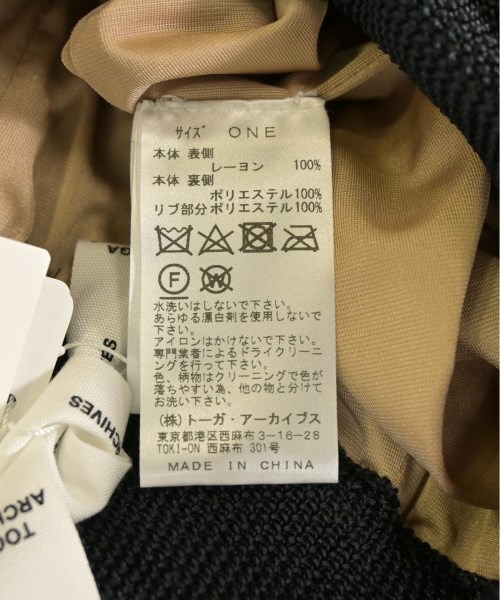 サイズ ONE
本体 表側
レーヨン 100%
本体 裏側
ポリエステル100%
リブ部分ポリエステル100%
F
W
水洗いはしないで下さい。
あらゆる漂白剤を使用しないで
下さい。
アイロンはかけないで下さい。
専門業者によるドライクリーニ
ングを行って下さい。
色、柄物はクリーニングで色が
落ちやすい為、他の物と分けて
お洗い下さい。
(株)トーガ・アーカイブス
東京都港区西麻布3-16-28
TOKI-ON 西麻布 301号
MADE IN CHINA